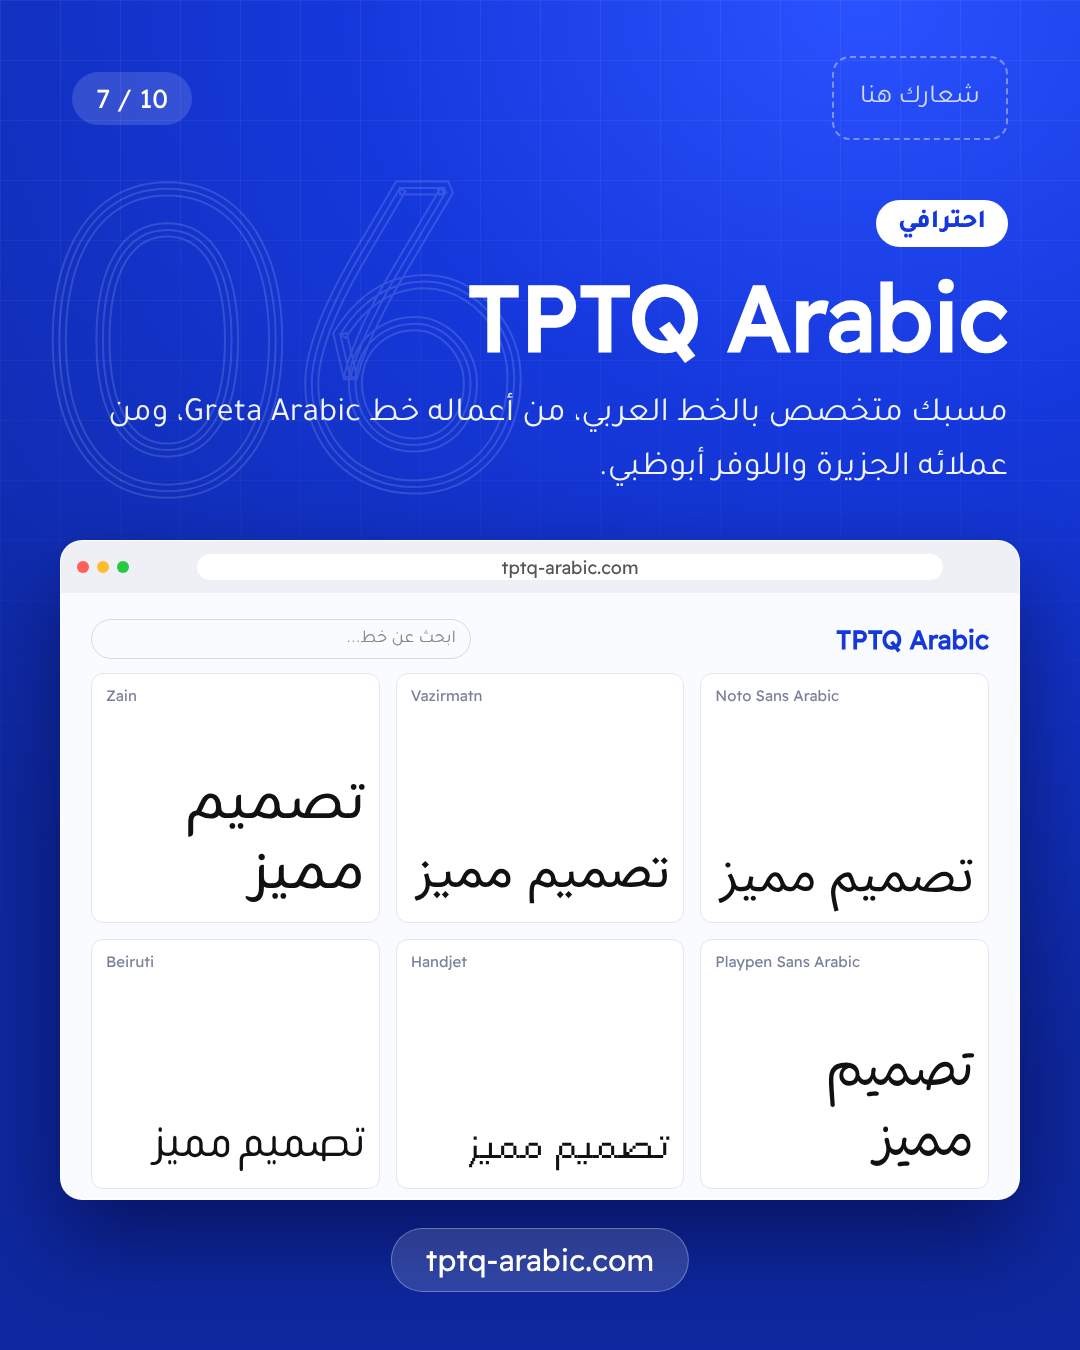 شعارك هنا
7 / 10
06
احترافي
TPTQ Arabic
مسبك متخصص بالخط العربي، من أعماله خط Greta Arabic، ومن
عملائه الجزيرة واللوفر أبوظبي.
tptq-arabic.com
TPTQ Arabic
ابحث عن خط...
Noto Sans Arabic
تصميم مميز
Vazirmatn
تصميم مميز
Zain
تصميم
مميز
Playpen Sans Arabic
تصميم
مميز
Handjet
تصميم مميز
Beiruti
تصميم مميز
tptq-arabic.com